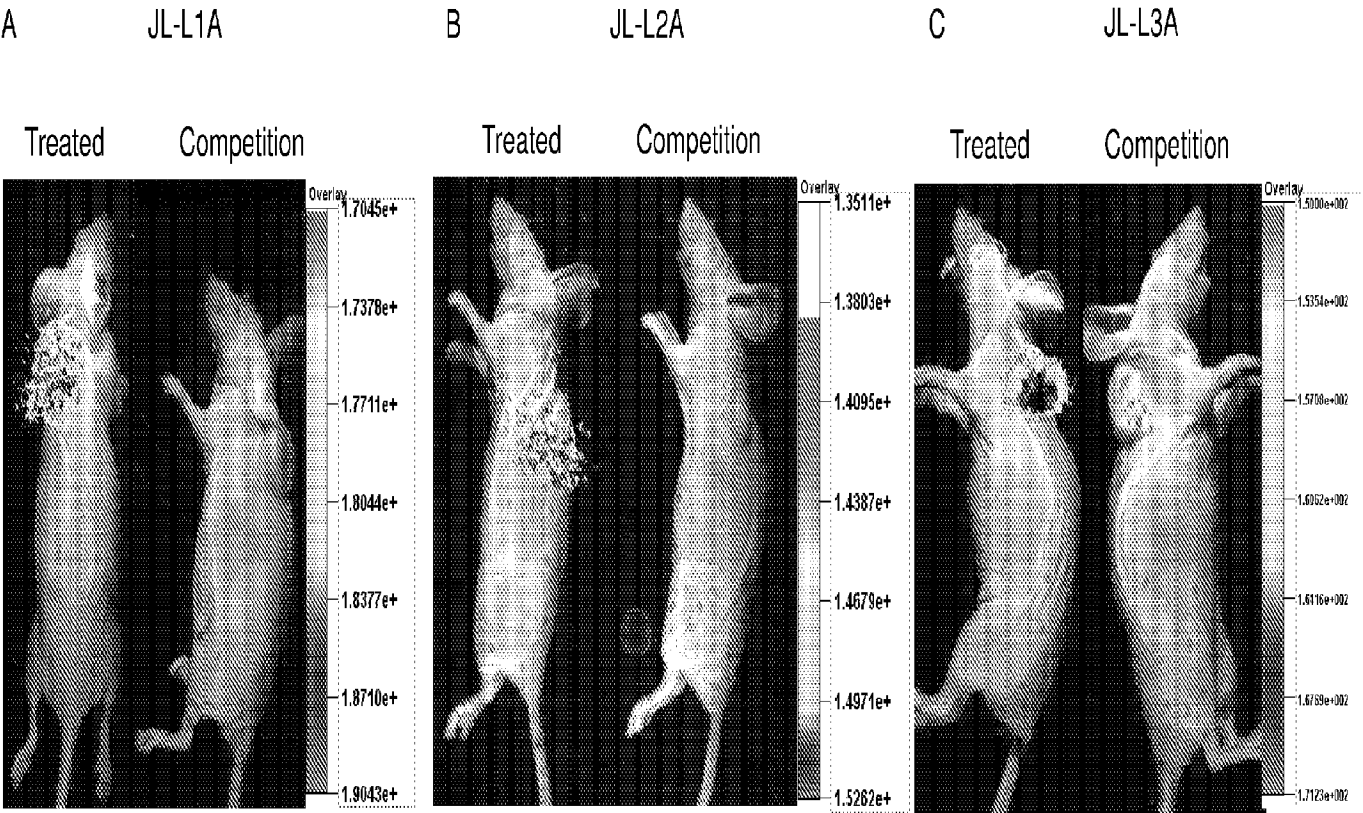 A JL-L1A
B JL-L2A
C JL-L3A
Treated Competition
Treated Competition
Treated Competition
Overlay
1.7045e+
1.7378e+
1.7711e+
1.8044e+
1.8377e+
1.8710e+
1.9043e+
Overlay
1.3511e+
1.3803e+
1.4095e+
1.4387e+
1.4679e+
1.4971e+
1.5262e+
Overlay
1.5000e+002
1.5354e+002
1.5708e+002
1.6062e+002
1.6116e+002
1.6769e+002
1.7123e+002